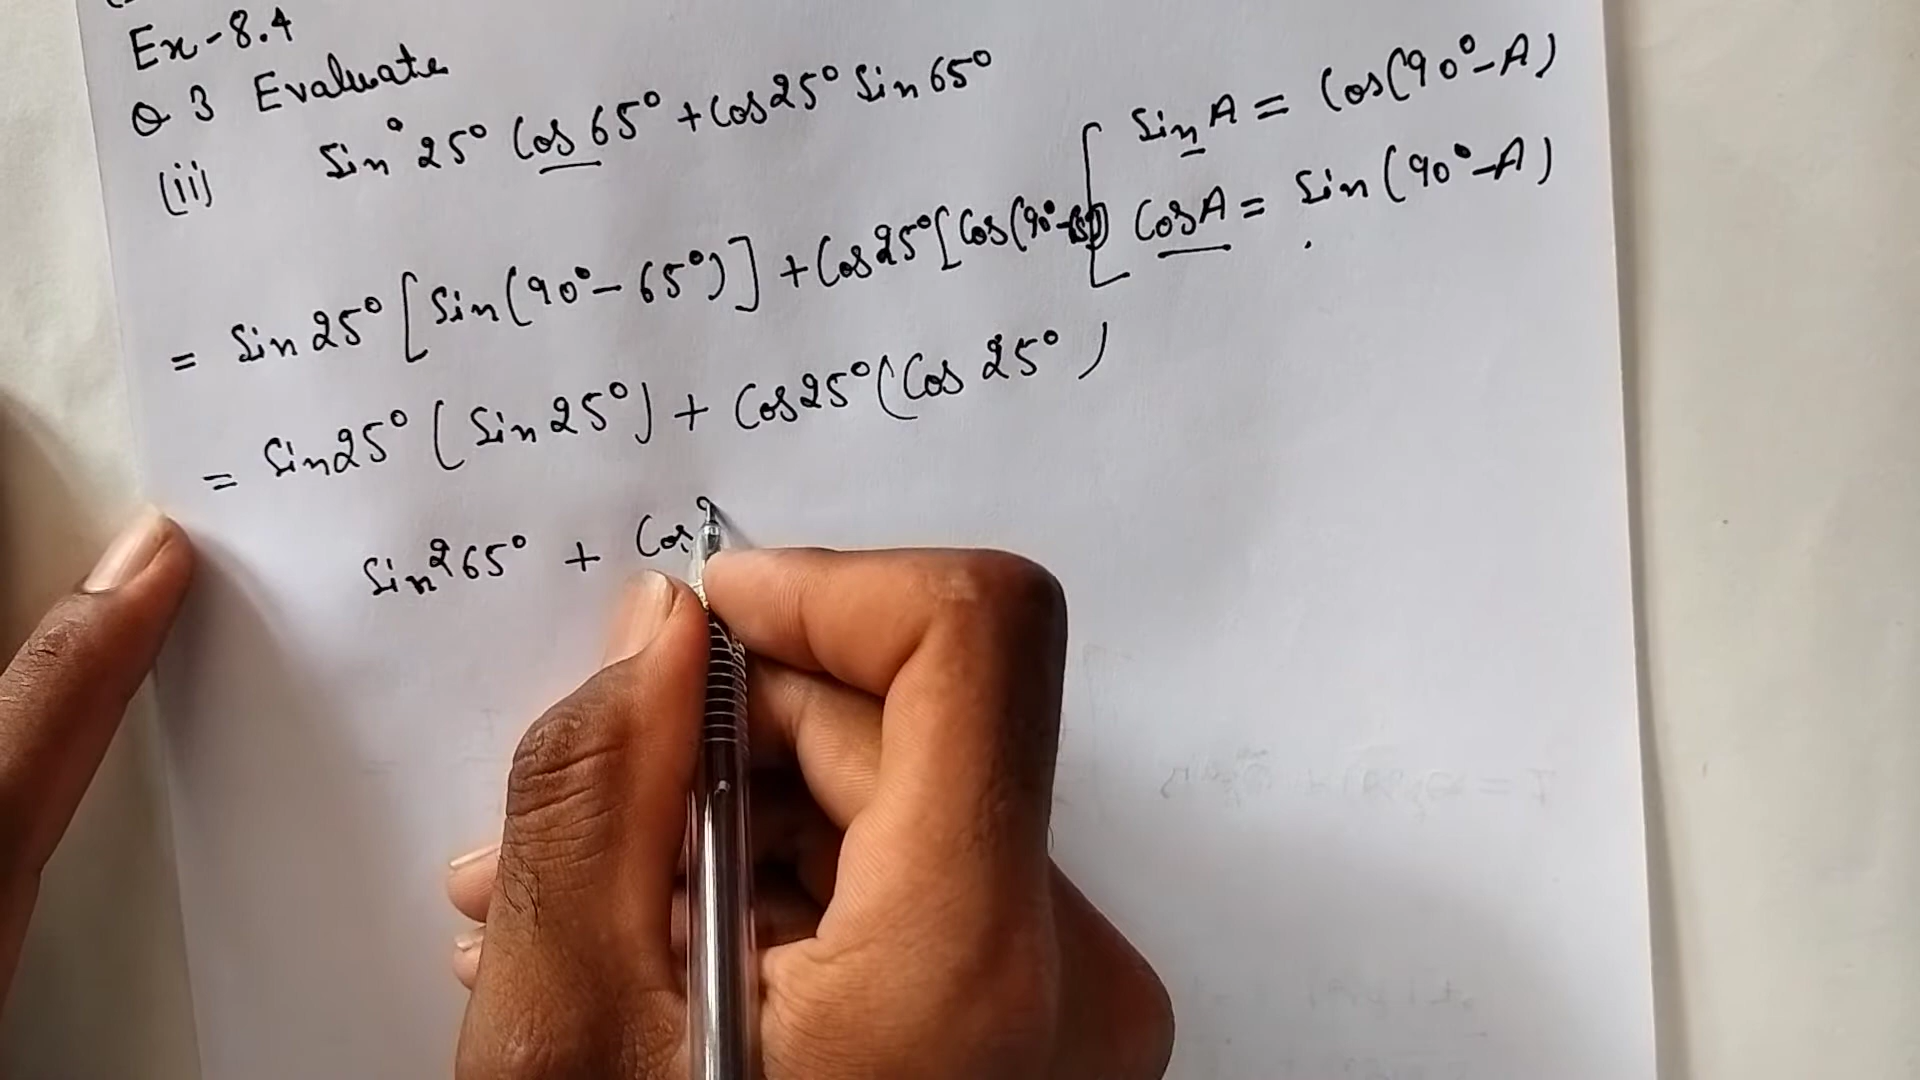 Ex-8.4
Q 3 Evaluate
(ii) Sin 25° Cos 65° + Cos 25° Sin 65°
[ Sin A = Cos(90°-A)
Cos A = Sin (90°-A)
= Sin 25° [Sin(90°-65°)] + Cos 25° [Cos(90°-65°)
= Sin 25° (Sin 25°) + Cos 25° (Cos 25°)
Sin²65° + Cos²